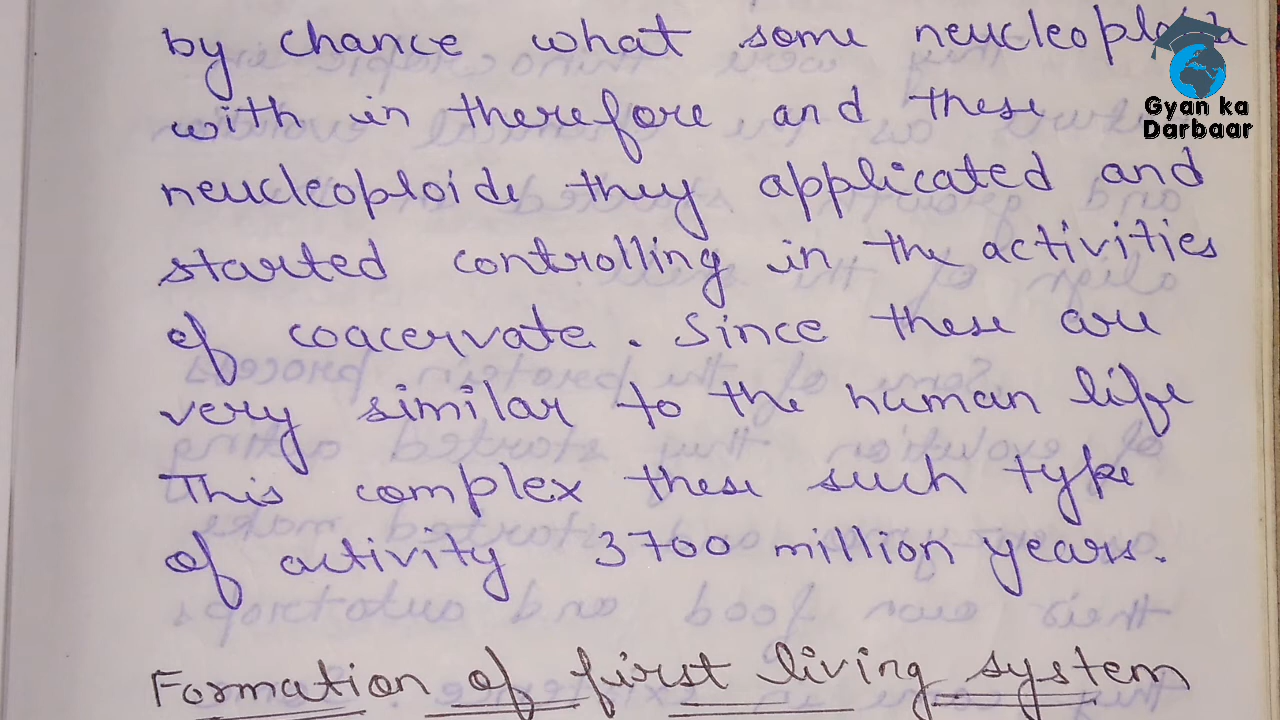 by chance what some neucleoploid
with in therefore and these
neucleoploide they applicated and
started controlling in the activities
of coacervate. Since these are
very similar to the human life
This complex these such type
of activity 3700 million years.
Formation of first living system
Gyan ka
Darbaar